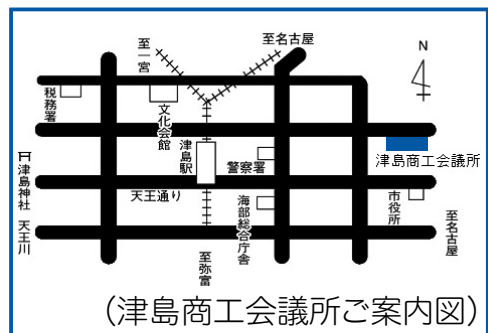 至一宮
至名古屋
N
税務署
文化会館
津島駅
警察署
津島商工会議所
津島神社
天王通り
市役所
天王川
海部総合庁舎
至名古屋
至弥富
(津島商工会議所ご案内図)